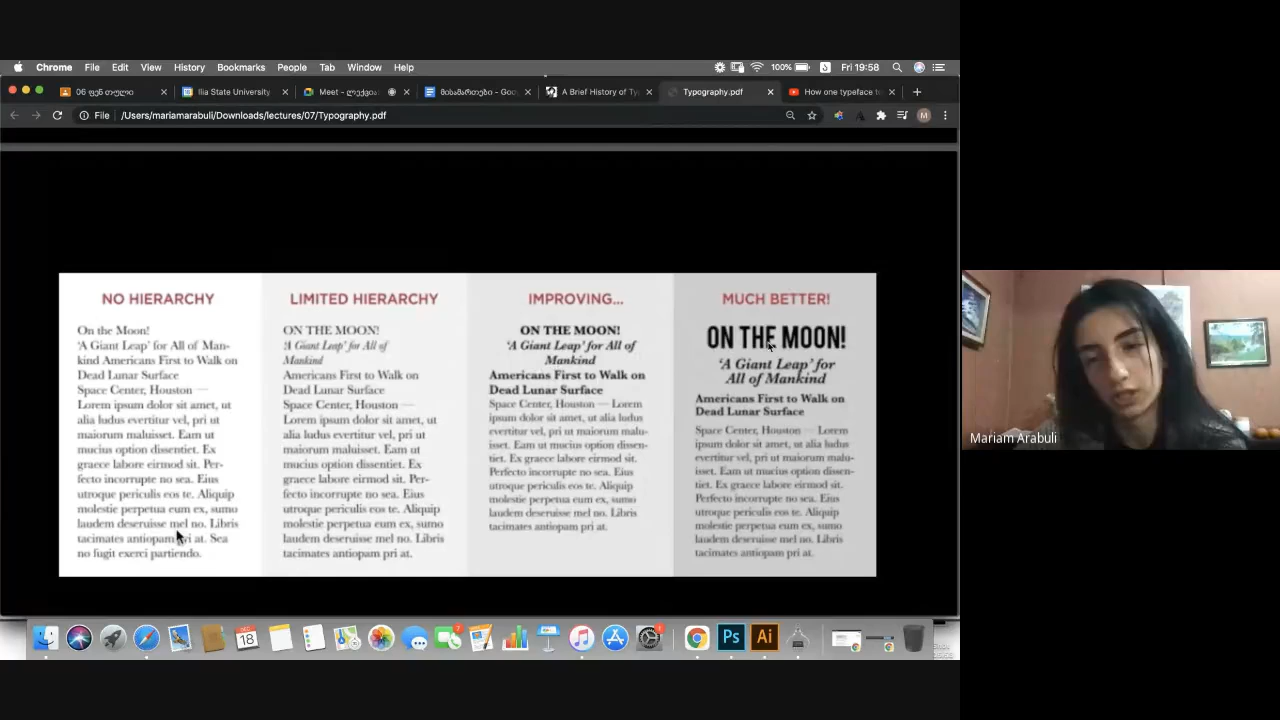 Chrome File Edit View History Bookmarks People Tab Window Help
100% Fri 19:58
06 ფენ თული
Ilia State University
Meet - ლექცია
მისამართები - Goo
A Brief History of Ty
Typography.pdf
How one typeface to
File /Users/mariamarabuli/Downloads/lectures/07/Typography.pdf
M
NO HIERARCHY
On the Moon!
‘A Giant Leap’ for All of Man-
kind Americans First to Walk on
Dead Lunar Surface
Space Center, Houston —
Lorem ipsum dolor sit amet, ut
alia ludus evertitur vel, pri ut
maiorum maluisset. Eam ut
mucius option dissentiet. Ex
graece labore eirmod sit. Per-
fecto incorrupte no sea. Eius
utroque periculis eos te. Aliquip
molestie perpetua eum ex, sumo
laudem deseruisse mel no. Libris
tacimates antiopam pri at. Sea
no fugit exerci partiendo.
LIMITED HIERARCHY
ON THE MOON!
‘A Giant Leap’ for All of
Mankind
Americans First to Walk on
Dead Lunar Surface
Space Center, Houston —
Lorem ipsum dolor sit amet, ut
alia ludus evertitur vel, pri ut
maiorum maluisset. Eam ut
mucius option dissentiet. Ex
graece labore eirmod sit. Per-
fecto incorrupte no sea. Eius
utroque periculis eos te. Aliquip
molestie perpetua eum ex, sumo
laudem deseruisse mel no. Libris
tacimates antiopam pri at.
IMPROVING...
ON THE MOON!
‘A Giant Leap’ for All of
Mankind
Americans First to Walk on
Dead Lunar Surface
Space Center, Houston — Lorem
ipsum dolor sit amet, ut alia ludus
evertitur vel, pri ut maiorum malu-
isset. Eam ut mucius option dissen-
tiet. Ex graece labore eirmod sit.
Perfecto incorrupte no sea. Eius
utroque periculis eos te. Aliquip
molestie perpetua eum ex, sumo
laudem deseruisse mel no. Libris
tacimates antiopam pri at.
MUCH BETTER!
ON THE MOON!
‘A Giant Leap’ for
All of Mankind
Americans First to Walk on
Dead Lunar Surface
Space Center, Houston — Lorem
ipsum dolor sit amet, ut alia ludus
evertitur vel, pri ut maiorum malu-
isset. Eam ut mucius option dissen-
tiet. Ex graece labore eirmod sit.
Perfecto incorrupte no sea. Eius
utroque periculis eos te. Aliquip
molestie perpetua eum ex, sumo
laudem deseruisse mel no. Libris
tacimates antiopam pri at.
Mariam Arabuli
DEC
18
Ps
Ai